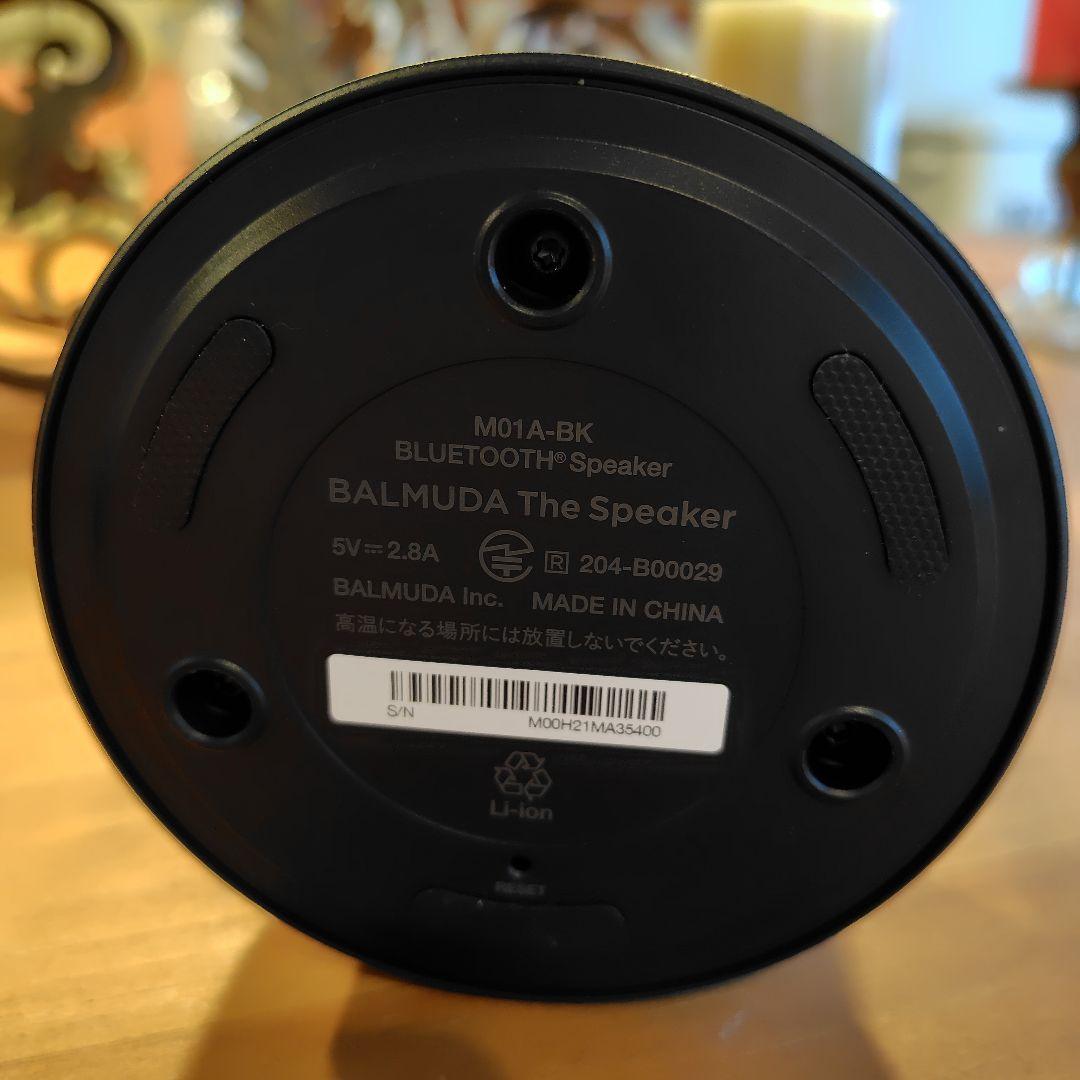 M01A-BK
BLUETOOTH® Speaker
BALMUDA The Speaker
5V⎓2.8A R 204-B00029
BALMUDA Inc. MADE IN CHINA
高温になる場所には放置しないでください。
S/N M00H21MA35400
Li-ion
RESET